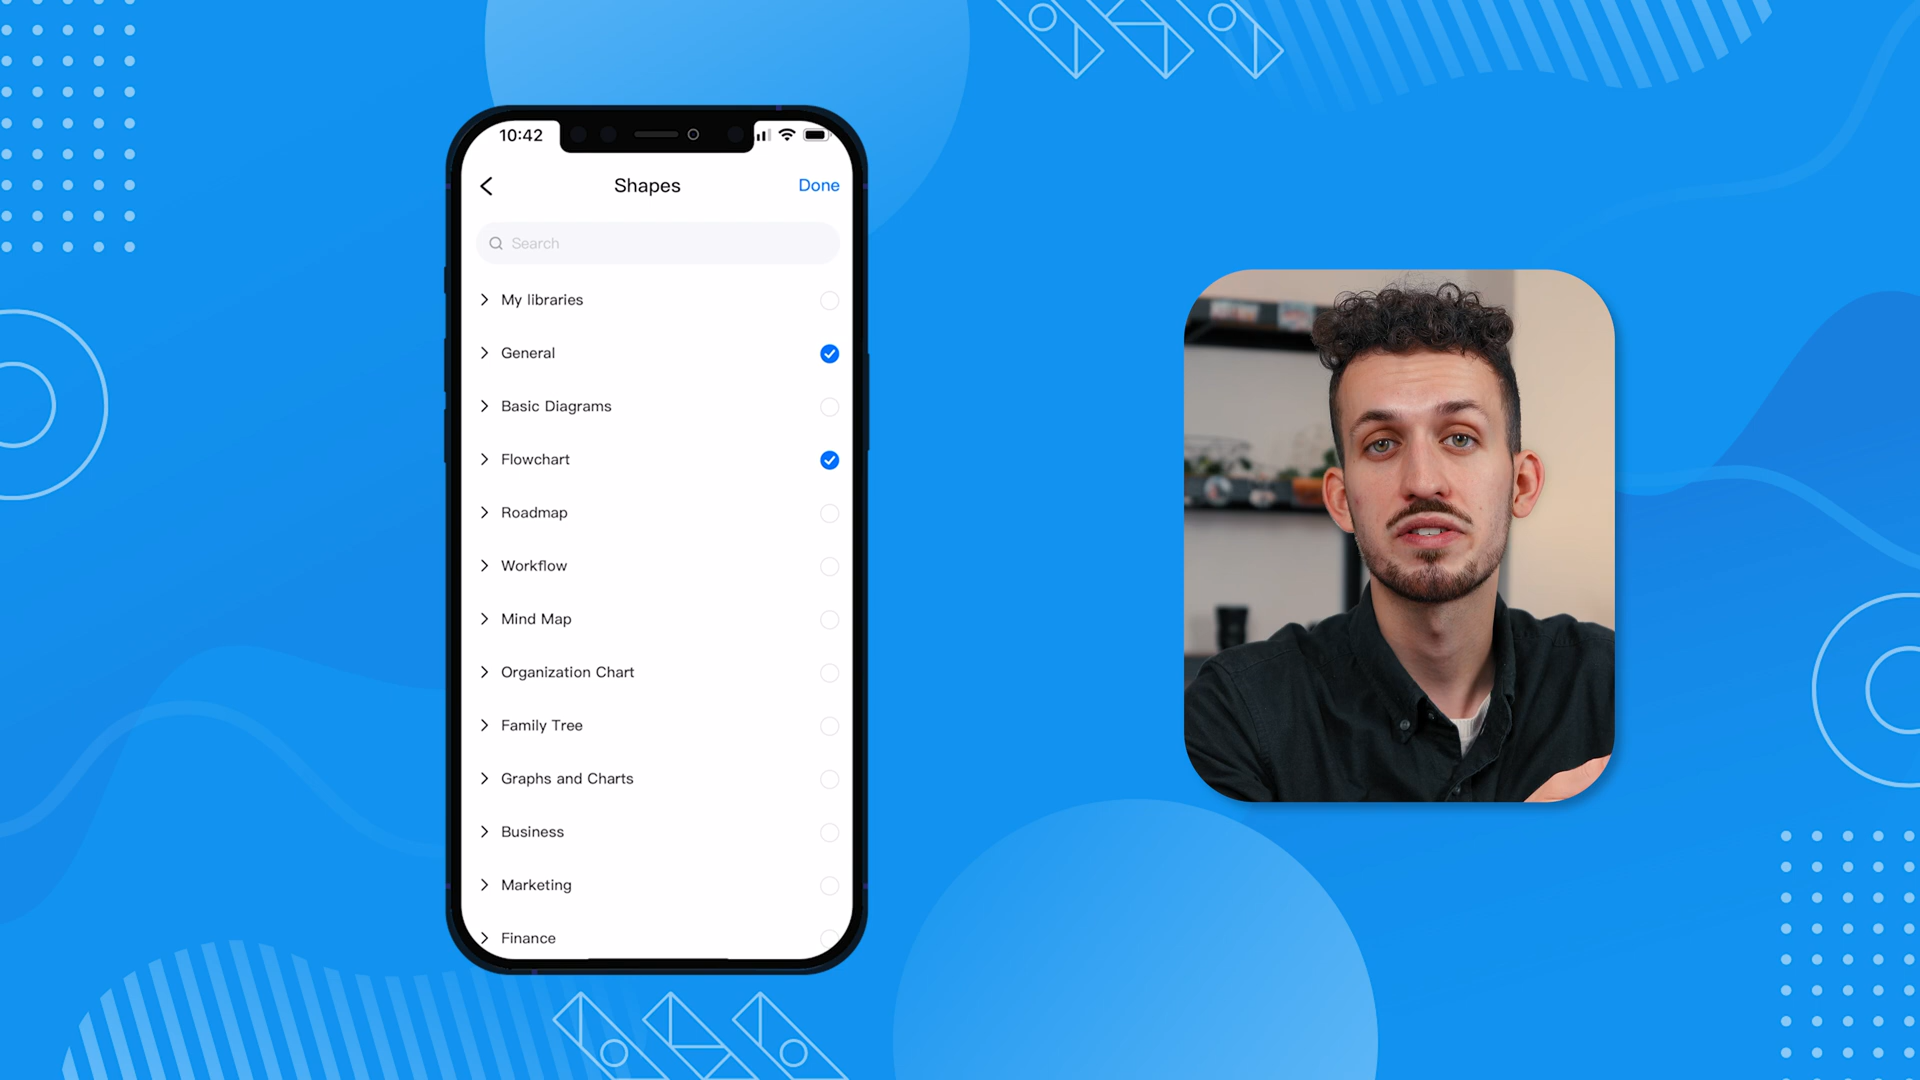 10:42
Shapes
Done
Search
My libraries
General
Basic Diagrams
Flowchart
Roadmap
Workflow
Mind Map
Organization Chart
Family Tree
Graphs and Charts
Business
Marketing
Finance